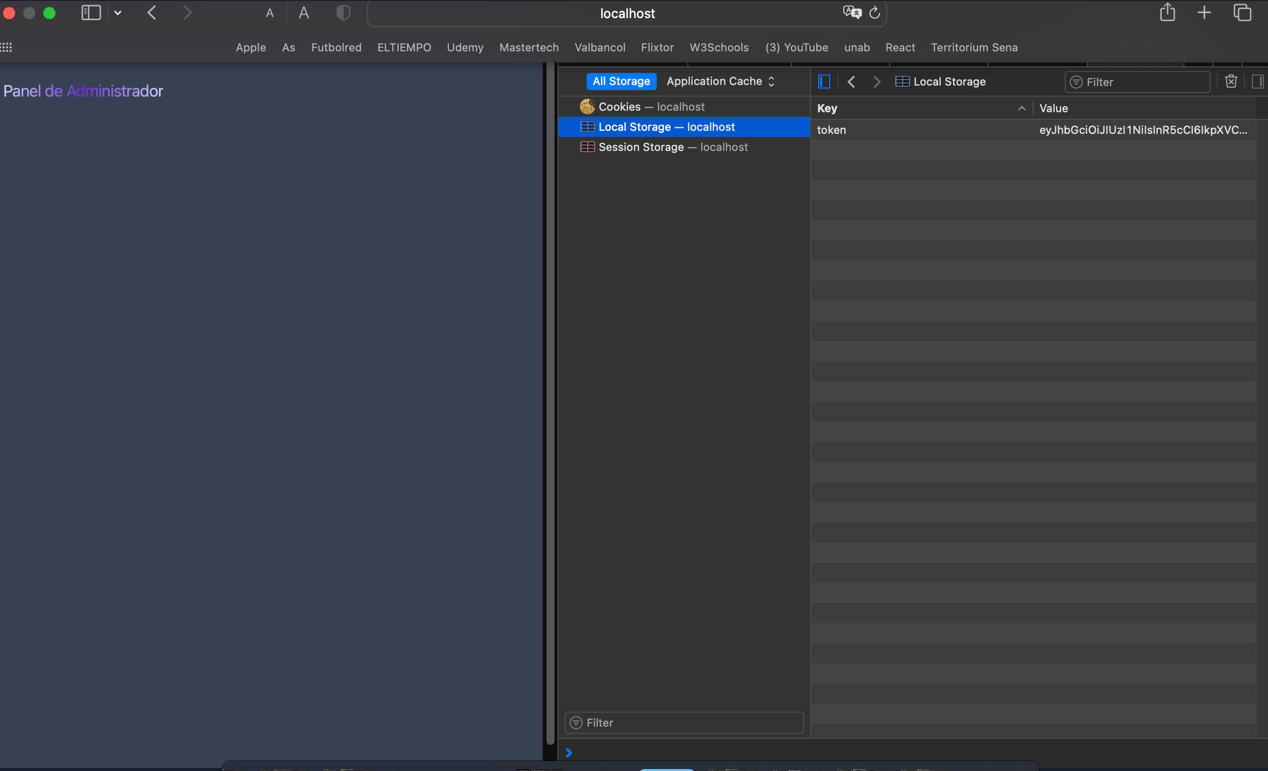 A A localhost
Apple As Futbolred ELTIEMPO Udemy Mastertech Valbancol Flixtor W3Schools (3) YouTube unab React Territorium Sena
Panel de Administrador
All Storage Application Cache
Local Storage
Filter
Cookies — localhost
Local Storage — localhost
Session Storage — localhost
Key Value
token eyJhbGciOiJIUzI1NiIsInR5cCI6IkpXVC...
Filter